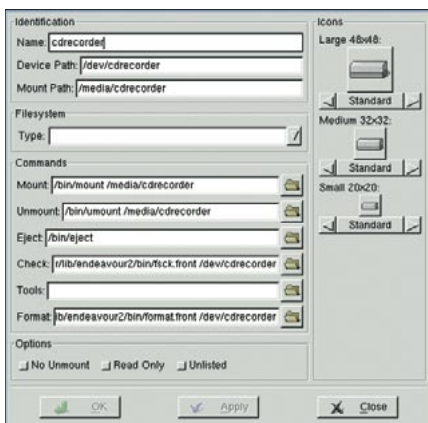 Identification
Name: cdrecorder
Device Path: /dev/cdrecorder
Mount Path: /media/cdrecorder
Filesystem
Type:
Commands
Mount: /bin/mount /media/cdrecorder
Unmount: /bin/umount /media/cdrecorder
Eject: /bin/eject
Check: r/lib/endeavour2/bin/fsck.front /dev/cdrecorder
Tools:
Format: ib/endeavour2/bin/format.front /dev/cdrecorder
Options
No Unmount Read Only Unlisted
Icons
Large 48x48:
Standard
Medium 32x32:
Standard
Small 20x20:
Standard
OK Apply Close